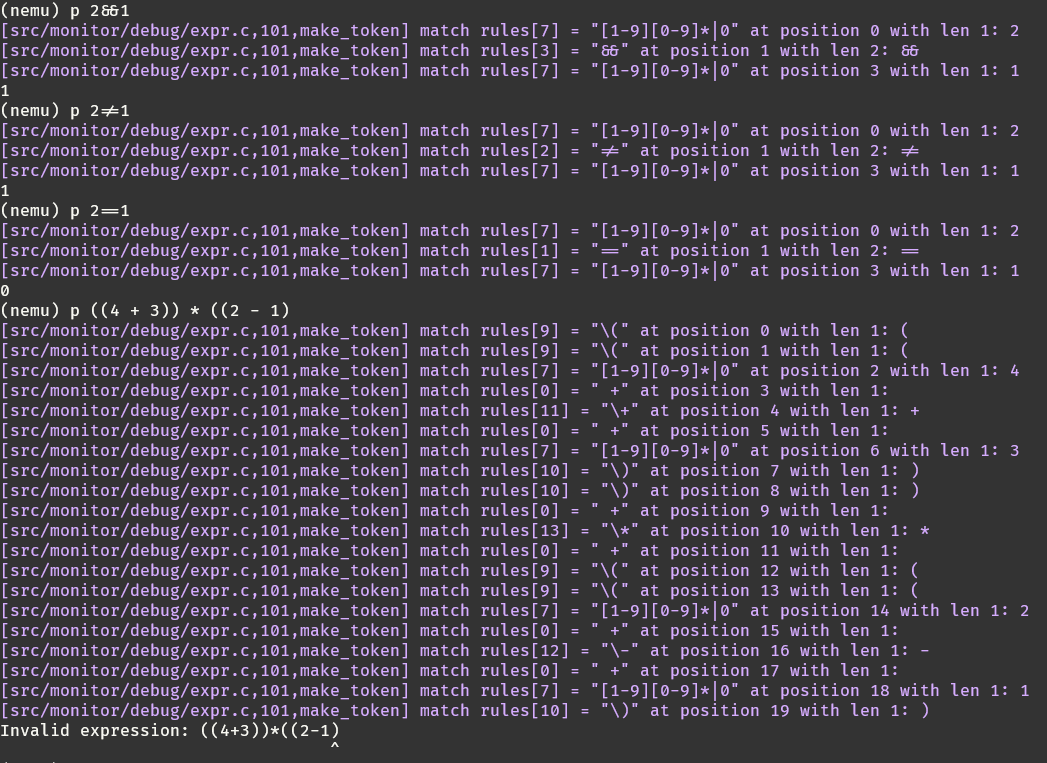 (nemu) p 2&&1
[src/monitor/debug/expr.c,101,make_token] match rules[7] = "[1-9][0-9]*|0" at position 0 with len 1: 2
[src/monitor/debug/expr.c,101,make_token] match rules[3] = "&&" at position 1 with len 2: &&
[src/monitor/debug/expr.c,101,make_token] match rules[7] = "[1-9][0-9]*|0" at position 3 with len 1: 1
1
(nemu) p 2!=1
[src/monitor/debug/expr.c,101,make_token] match rules[7] = "[1-9][0-9]*|0" at position 0 with len 1: 2
[src/monitor/debug/expr.c,101,make_token] match rules[2] = "!=" at position 1 with len 2: !=
[src/monitor/debug/expr.c,101,make_token] match rules[7] = "[1-9][0-9]*|0" at position 3 with len 1: 1
1
(nemu) p 2==1
[src/monitor/debug/expr.c,101,make_token] match rules[7] = "[1-9][0-9]*|0" at position 0 with len 1: 2
[src/monitor/debug/expr.c,101,make_token] match rules[1] = "==" at position 1 with len 2: ==
[src/monitor/debug/expr.c,101,make_token] match rules[7] = "[1-9][0-9]*|0" at position 3 with len 1: 1
0
(nemu) p ((4 + 3)) * ((2 - 1)
[src/monitor/debug/expr.c,101,make_token] match rules[9] = "\(" at position 0 with len 1: (
[src/monitor/debug/expr.c,101,make_token] match rules[9] = "\(" at position 1 with len 1: (
[src/monitor/debug/expr.c,101,make_token] match rules[7] = "[1-9][0-9]*|0" at position 2 with len 1: 4
[src/monitor/debug/expr.c,101,make_token] match rules[0] = " +" at position 3 with len 1:
[src/monitor/debug/expr.c,101,make_token] match rules[11] = "\+" at position 4 with len 1: +
[src/monitor/debug/expr.c,101,make_token] match rules[0] = " +" at position 5 with len 1:
[src/monitor/debug/expr.c,101,make_token] match rules[7] = "[1-9][0-9]*|0" at position 6 with len 1: 3
[src/monitor/debug/expr.c,101,make_token] match rules[10] = "\)" at position 7 with len 1: )
[src/monitor/debug/expr.c,101,make_token] match rules[10] = "\)" at position 8 with len 1: )
[src/monitor/debug/expr.c,101,make_token] match rules[0] = " +" at position 9 with len 1:
[src/monitor/debug/expr.c,101,make_token] match rules[13] = "\*" at position 10 with len 1: *
[src/monitor/debug/expr.c,101,make_token] match rules[0] = " +" at position 11 with len 1:
[src/monitor/debug/expr.c,101,make_token] match rules[9] = "\(" at position 12 with len 1: (
[src/monitor/debug/expr.c,101,make_token] match rules[9] = "\(" at position 13 with len 1: (
[src/monitor/debug/expr.c,101,make_token] match rules[7] = "[1-9][0-9]*|0" at position 14 with len 1: 2
[src/monitor/debug/expr.c,101,make_token] match rules[0] = " +" at position 15 with len 1:
[src/monitor/debug/expr.c,101,make_token] match rules[12] = "\-" at position 16 with len 1: -
[src/monitor/debug/expr.c,101,make_token] match rules[0] = " +" at position 17 with len 1:
[src/monitor/debug/expr.c,101,make_token] match rules[7] = "[1-9][0-9]*|0" at position 18 with len 1: 1
[src/monitor/debug/expr.c,101,make_token] match rules[10] = "\)" at position 19 with len 1: )
Invalid expression: ((4+3))*((2-1)
^